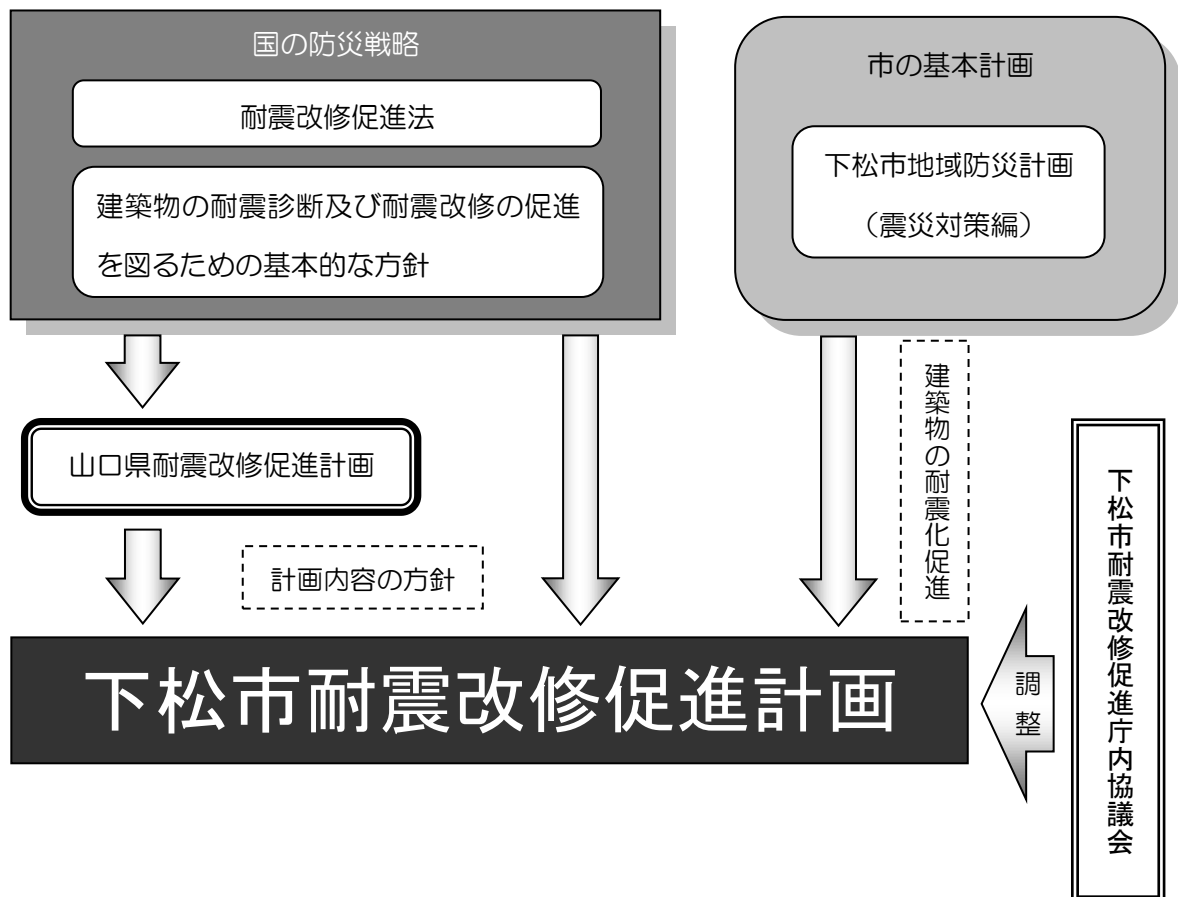 国の防災戦略
耐震改修促進法
建築物の耐震診断及び耐震改修の促進
を図るための基本的な方針
市の基本計画
下松市地域防災計画
（震災対策編）
山口県耐震改修促進計画
計画内容の方針
建築物の耐震化促進
下松市耐震改修促進計画
調整
下松市耐震改修促進庁内協議会